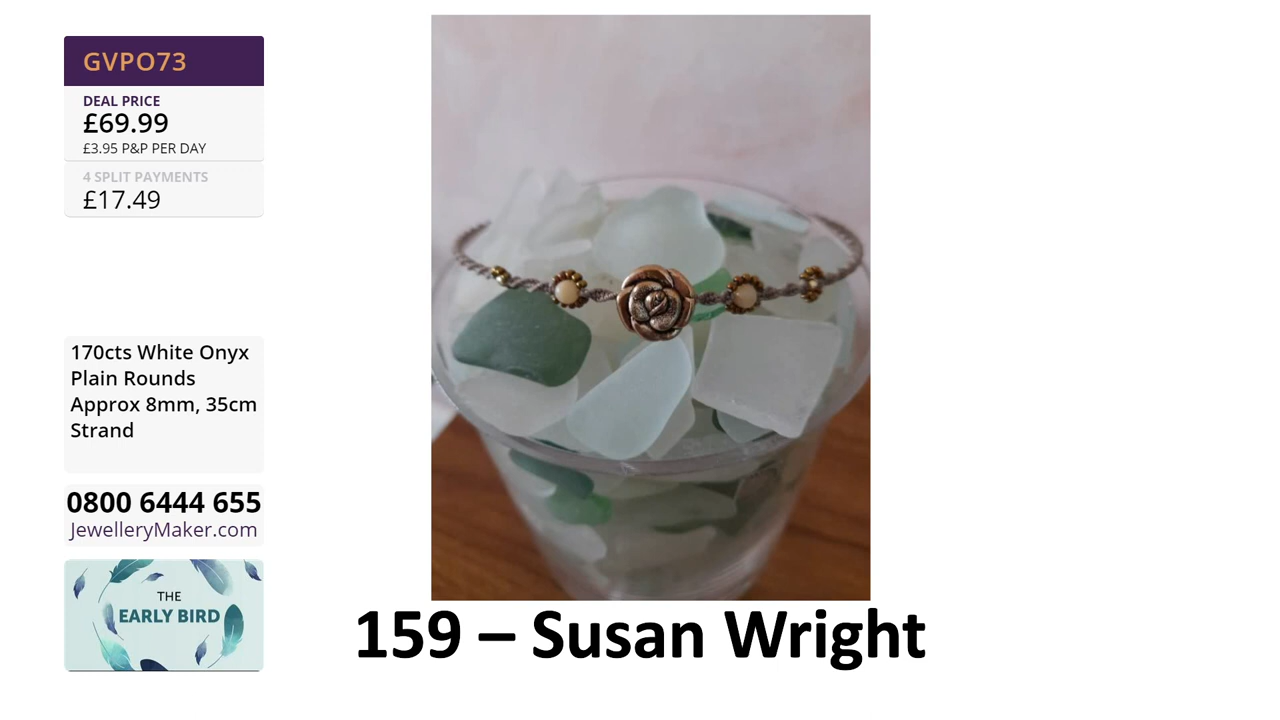 GVPO73
DEAL PRICE
£69.99
£3.95 P&P PER DAY
4 SPLIT PAYMENTS
£17.49
170cts White Onyx
Plain Rounds
Approx 8mm, 35cm
Strand
0800 6444 655
JewelleryMaker.com
THE
EARLY BIRD
159 – Susan Wright